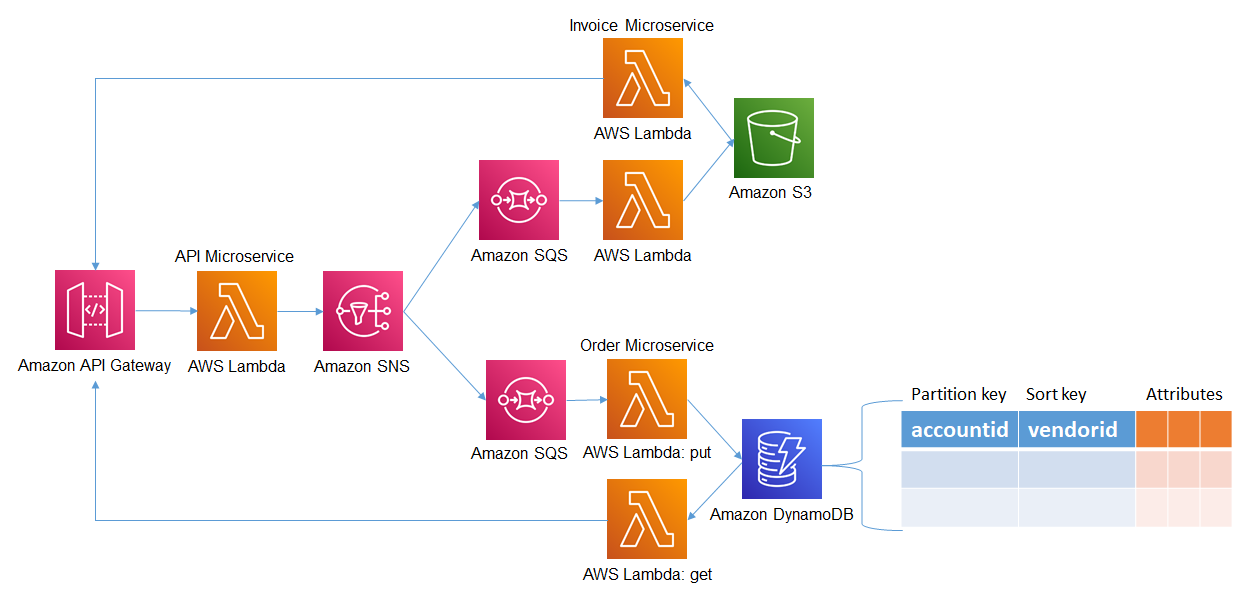 Invoice Microservice
AWS Lambda
Amazon S3
Amazon SQS
AWS Lambda
API Microservice
</>
Amazon API Gateway
AWS Lambda
Amazon SNS
Order Microservice
Amazon SQS
AWS Lambda: put
Amazon DynamoDB
AWS Lambda: get
Partition key Sort key Attributes
accountid vendorid